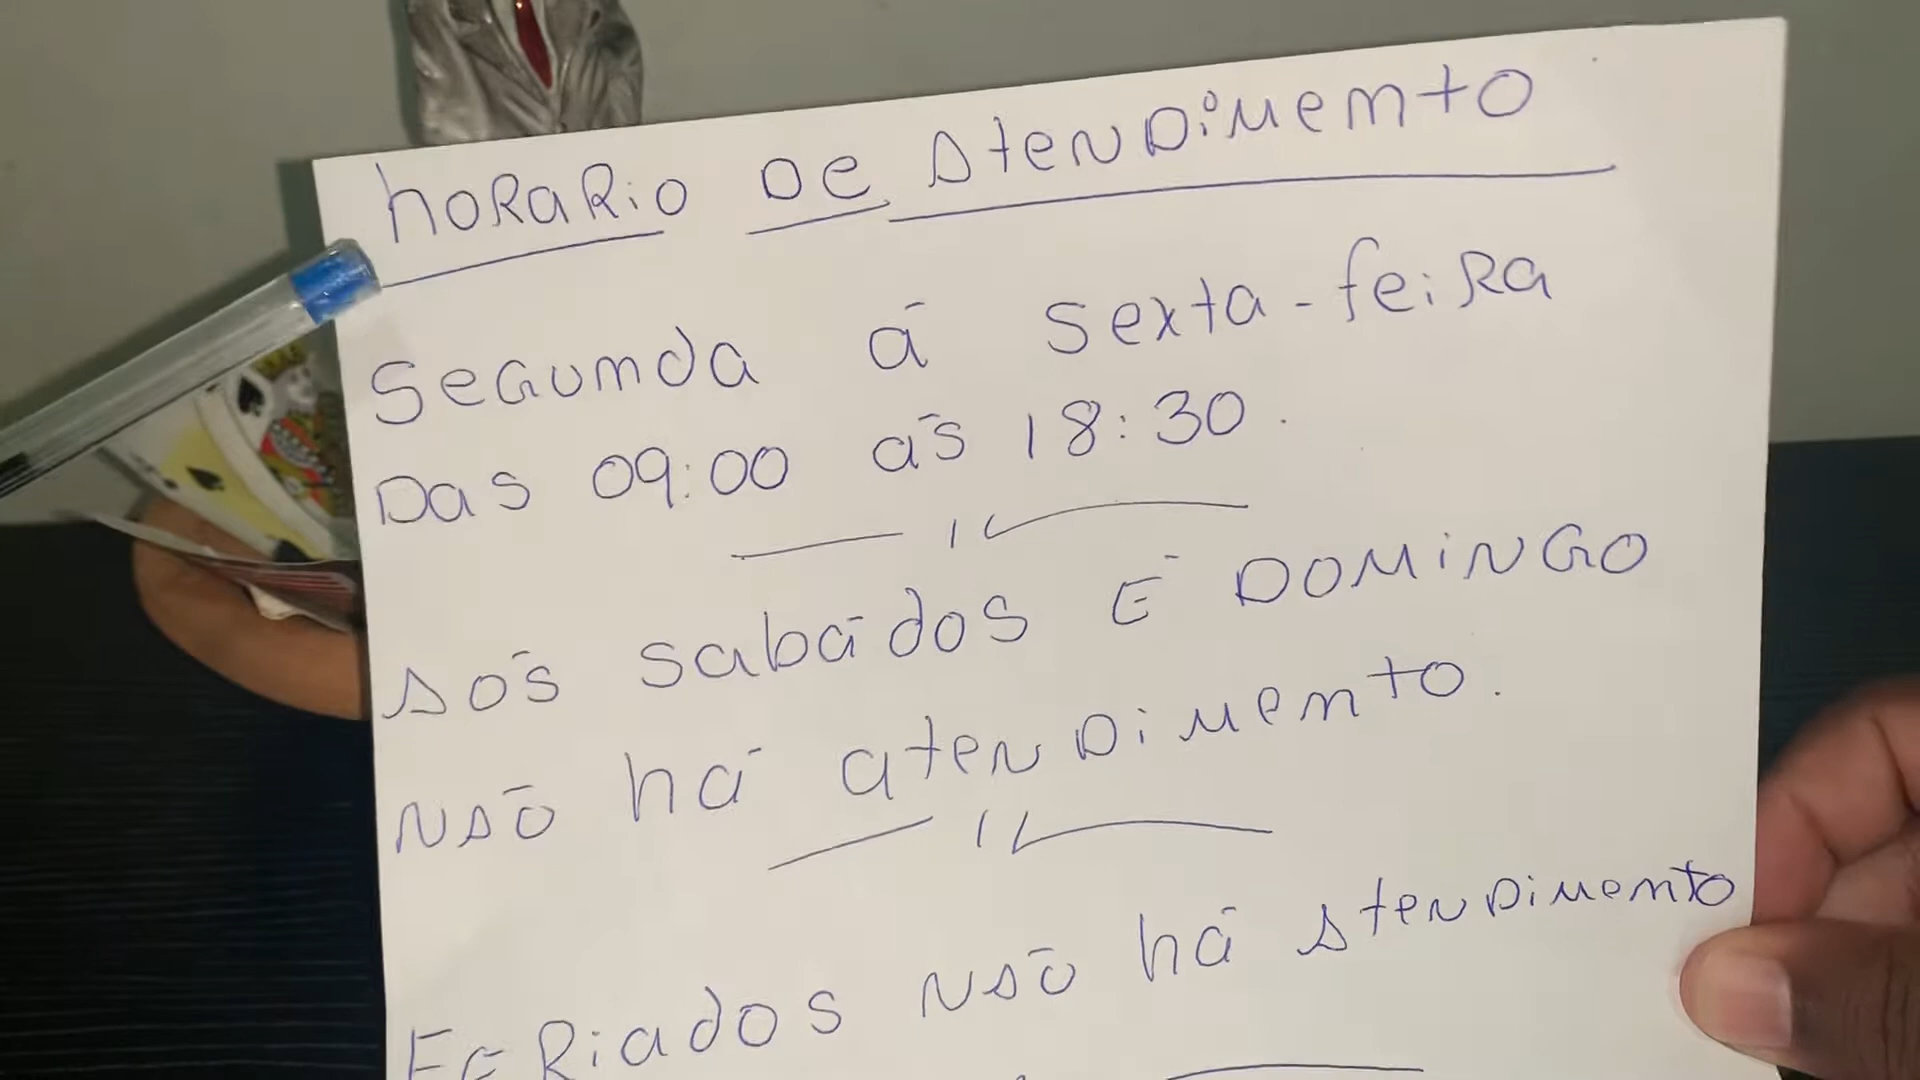 hoRaRio De AtenDiMento
SeGunda á Sexta-feiRa
Das 09:00 ás 18:30.
Aos Sabádos E DOMiNGO
NÃO há atenDiMento.
FERiados NÃO há AtenDiMento